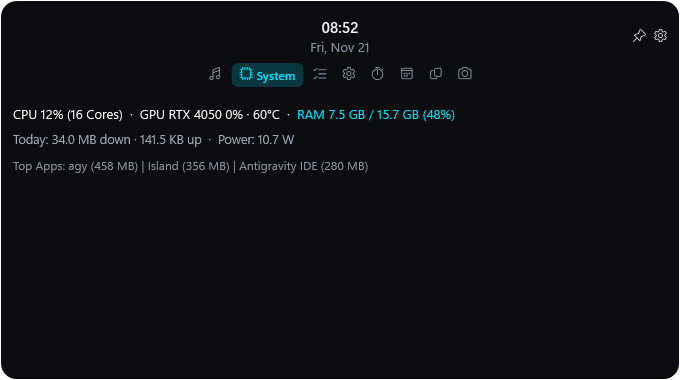 08:52
Fri, Nov 21
System
CPU 12% (16 Cores) · GPU RTX 4050 0% · 60°C · RAM 7.5 GB / 15.7 GB (48%)
Today: 34.0 MB down · 141.5 KB up · Power: 10.7 W
Top Apps: agy (458 MB) | Island (356 MB) | Antigravity IDE (280 MB)